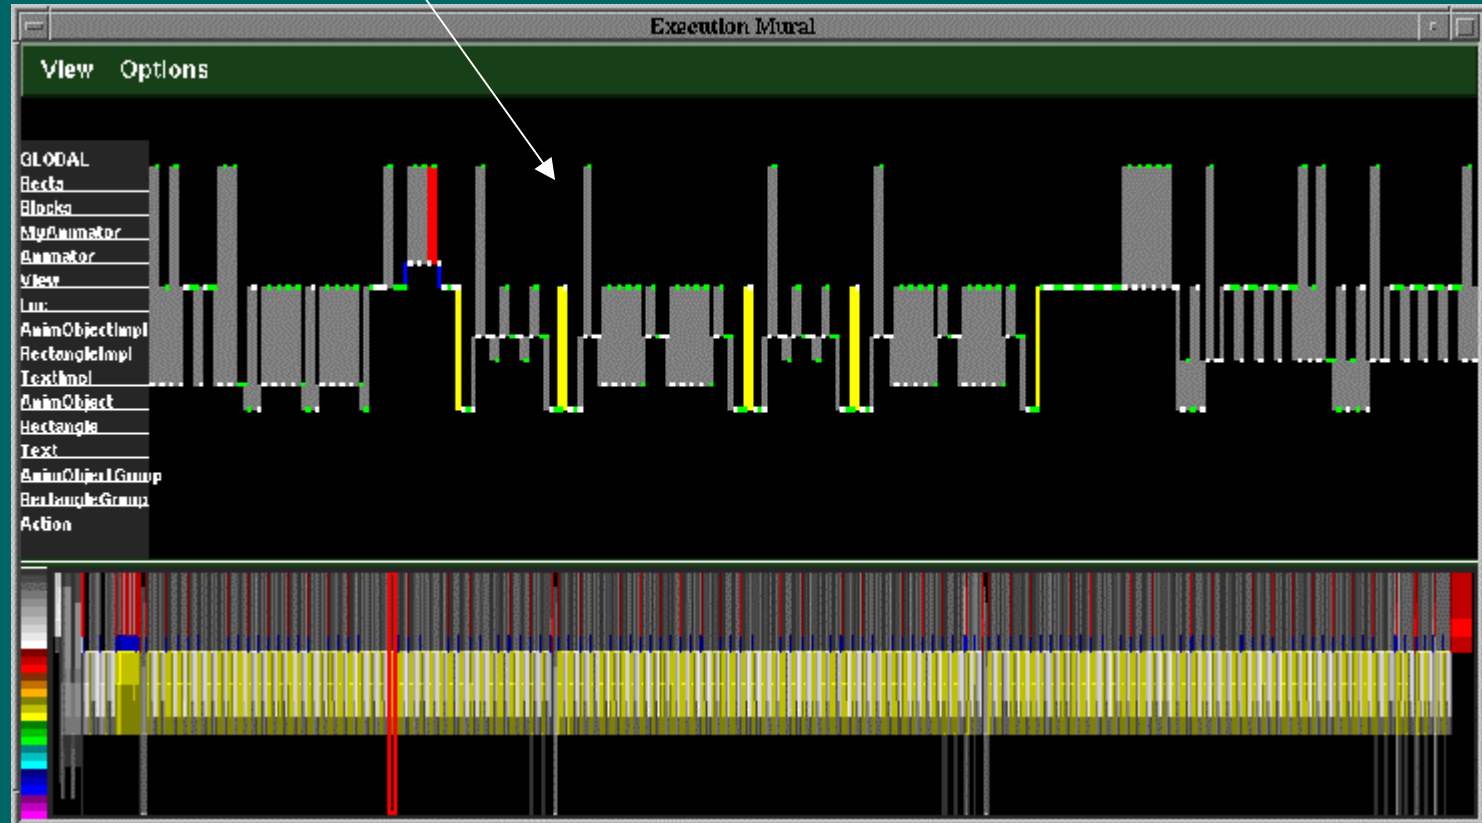 Execution Mural
View Options
GLOBAL
Rects
Blocks
MyAnimator
Animator
View
Loc
AnimObjectImpl
RectangleImpl
TextImpl
AnimObject
Rectangle
Text
AnimObjectGroup
RectangleGroup
Action